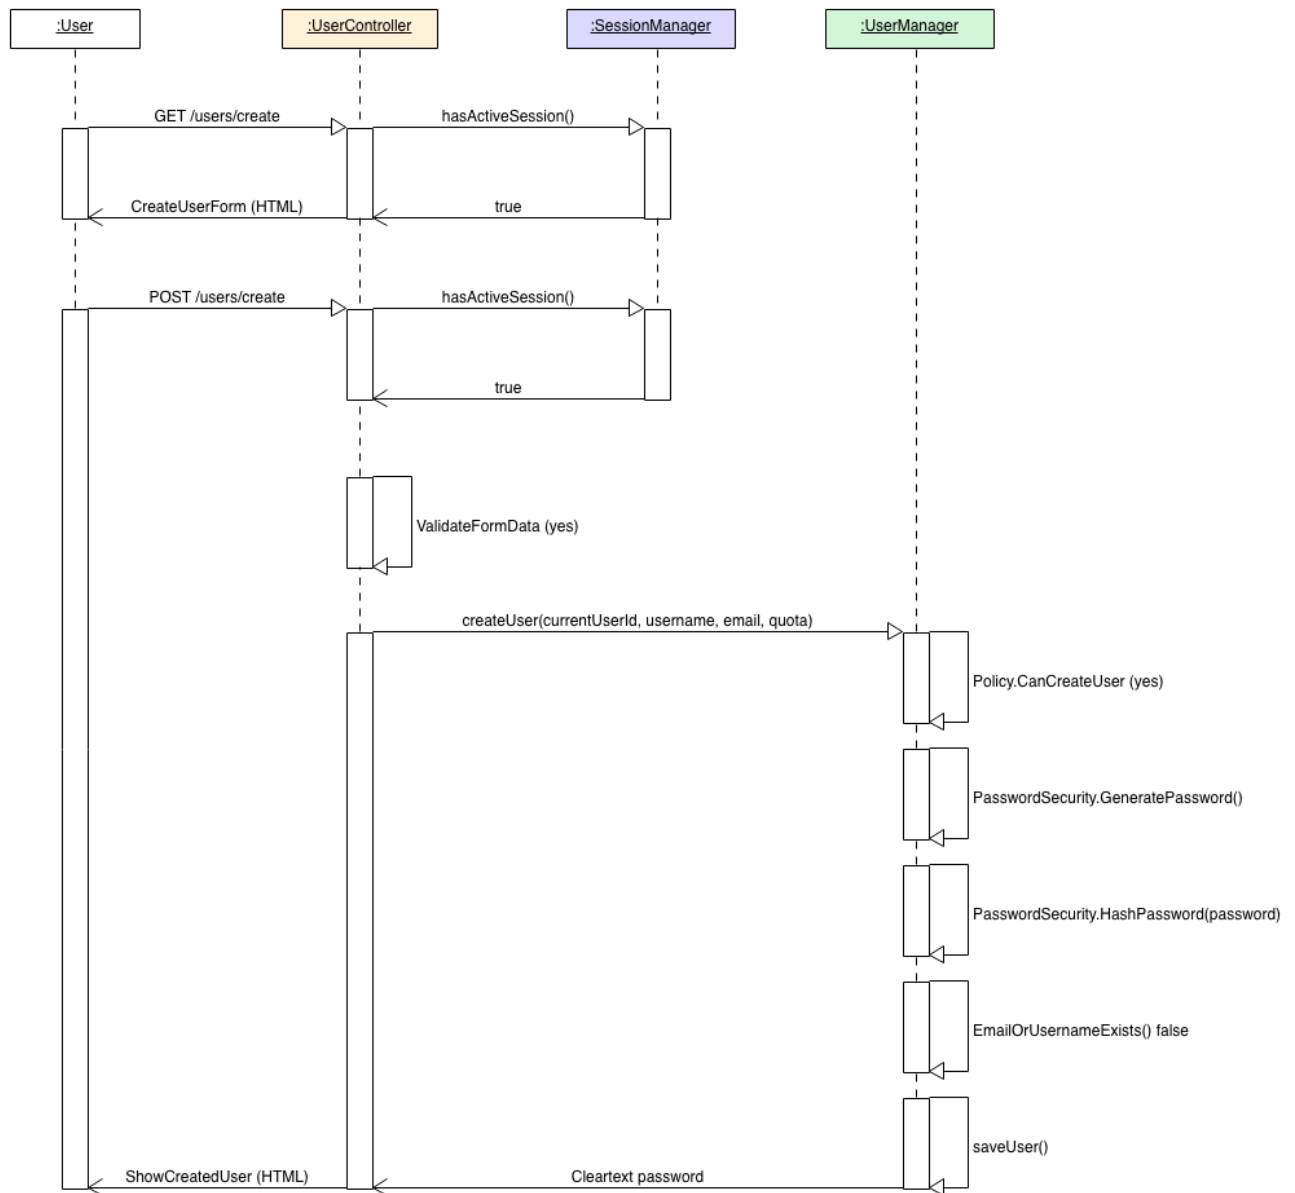 :User
:UserController
:SessionManager
:UserManager
GET /users/create
hasActiveSession()
CreateUserForm (HTML)
true
POST /users/create
hasActiveSession()
true
ValidateFormData (yes)
createUser(currentUserId, username, email, quota)
Policy.CanCreateUser (yes)
PasswordSecurity.GeneratePassword()
PasswordSecurity.HashPassword(password)
EmailOrUsernameExists() false
saveUser()
ShowCreatedUser (HTML)
Cleartext password